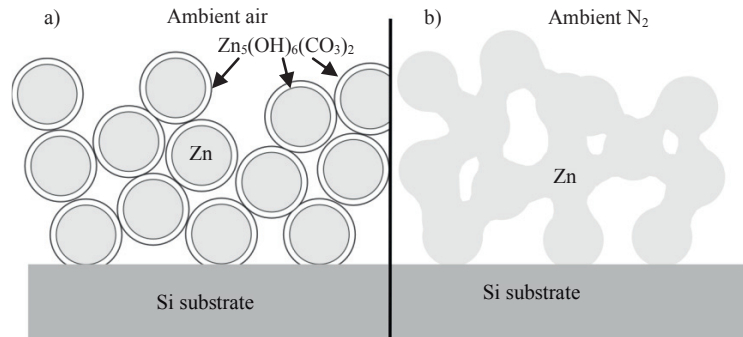 a) Ambient air
Zn₅(OH)₆(CO₃)₂
Zn
Si substrate
b) Ambient N₂
Zn
Si substrate